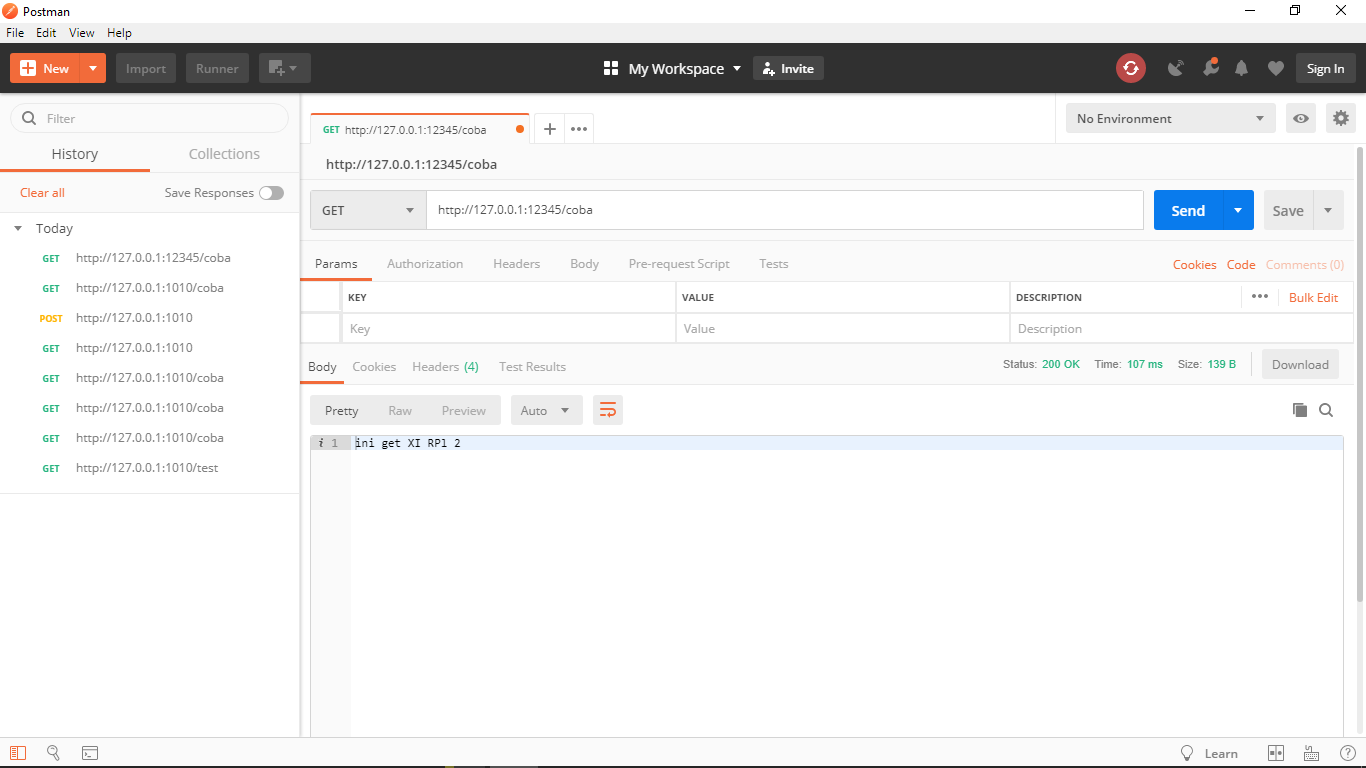 Postman
File Edit View Help
New Import Runner My Workspace Invite Sign In
Filter
History Collections
Clear all Save Responses
Today
GET http://127.0.0.1:12345/coba
GET http://127.0.0.1:1010/coba
POST http://127.0.0.1:1010
GET http://127.0.0.1:1010
GET http://127.0.0.1:1010/coba
GET http://127.0.0.1:1010/coba
GET http://127.0.0.1:1010/coba
GET http://127.0.0.1:1010/test
GET http://127.0.0.1:12345/coba
No Environment
http://127.0.0.1:12345/coba
GET http://127.0.0.1:12345/coba Send Save
Params Authorization Headers Body Pre-request Script Tests Cookies Code Comments (0)
KEY VALUE DESCRIPTION ••• Bulk Edit
Key Value Description
Body Cookies Headers (4) Test Results Status: 200 OK Time: 107 ms Size: 139 B Download
Pretty Raw Preview Auto
i 1 ini get XI RPl 2
Learn